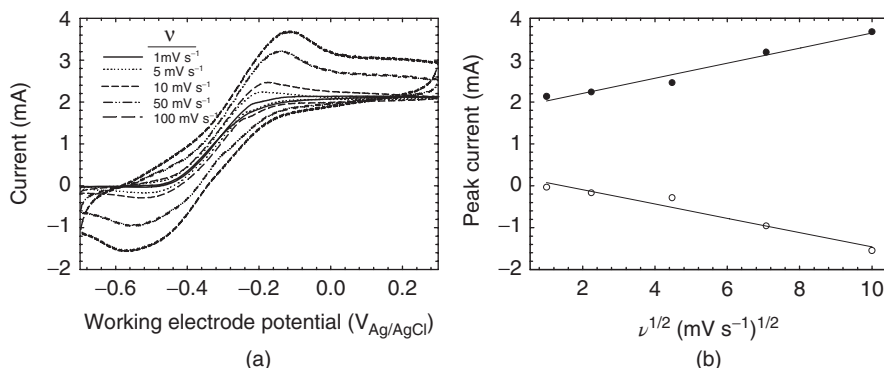 4
3
2
1
0
−1
−2
Current (mA)
ν
1mV s⁻¹
5 mV s⁻¹
10 mV s⁻¹
50 mV s⁻¹
100 mV s⁻¹
−0.6 −0.4 −0.2 0.0 0.2
Working electrode potential (V_Ag/AgCl)
(a)
4
3
2
1
0
−1
−2
Peak current (mA)
2 4 6 8 10
ν^1/2 (mV s⁻¹)^1/2
(b)